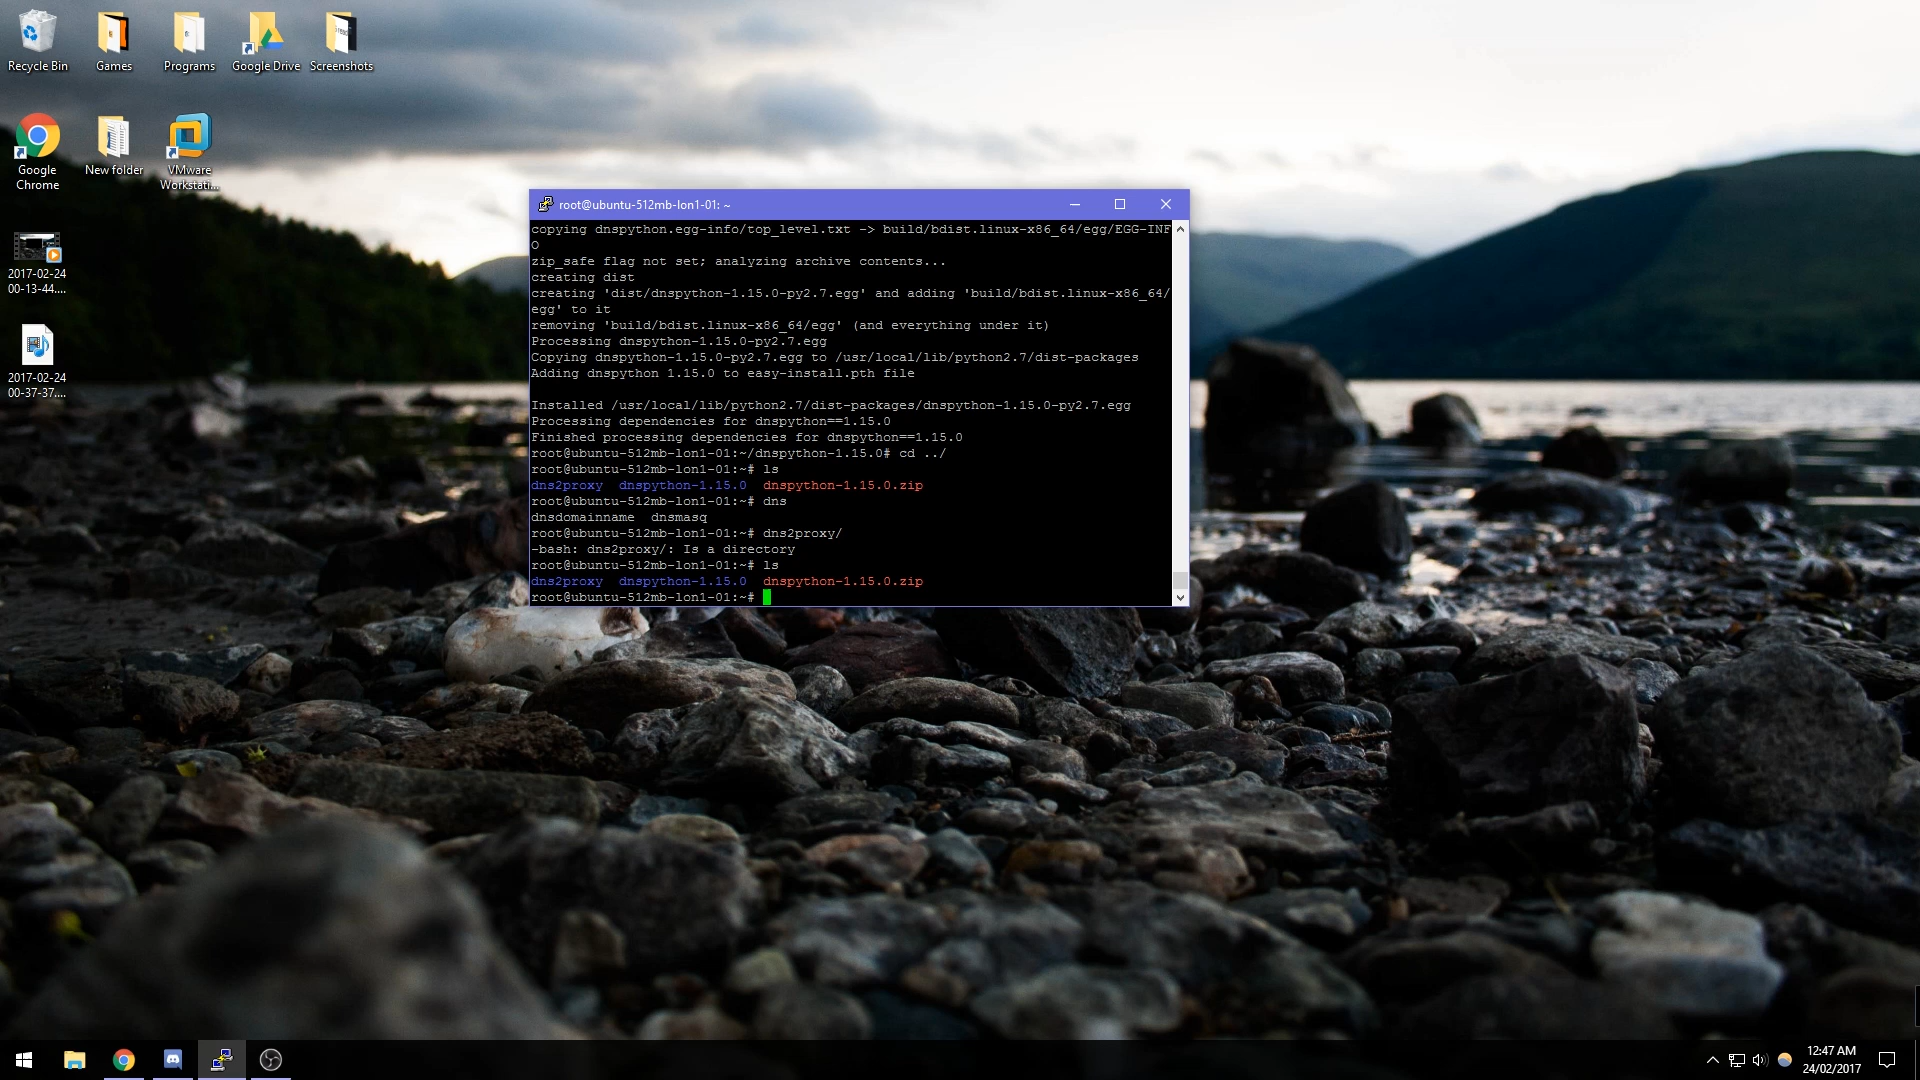 Recycle Bin
Games
Programs
Google Drive
Screenshots
Google
Chrome
New folder
VMware
Workstati...
2017-02-24
00-13-44....
2017-02-24
00-37-37....
root@ubuntu-512mb-lon1-01: ~
copying dnspython.egg-info/top_level.txt -> build/bdist.linux-x86_64/egg/EGG-INF
O
zip_safe flag not set; analyzing archive contents...
creating dist
creating 'dist/dnspython-1.15.0-py2.7.egg' and adding 'build/bdist.linux-x86_64/
egg' to it
removing 'build/bdist.linux-x86_64/egg' (and everything under it)
Processing dnspython-1.15.0-py2.7.egg
Copying dnspython-1.15.0-py2.7.egg to /usr/local/lib/python2.7/dist-packages
Adding dnspython 1.15.0 to easy-install.pth file
Installed /usr/local/lib/python2.7/dist-packages/dnspython-1.15.0-py2.7.egg
Processing dependencies for dnspython==1.15.0
Finished processing dependencies for dnspython==1.15.0
root@ubuntu-512mb-lon1-01:~/dnspython-1.15.0# cd ../
root@ubuntu-512mb-lon1-01:~# ls
dns2proxy  dnspython-1.15.0  dnspython-1.15.0.zip
root@ubuntu-512mb-lon1-01:~# dns
dnsdomainname  dnsmasq
root@ubuntu-512mb-lon1-01:~# dns2proxy/
-bash: dns2proxy/: Is a directory
root@ubuntu-512mb-lon1-01:~# ls
dns2proxy  dnspython-1.15.0  dnspython-1.15.0.zip
root@ubuntu-512mb-lon1-01:~#
12:47 AM
24/02/2017